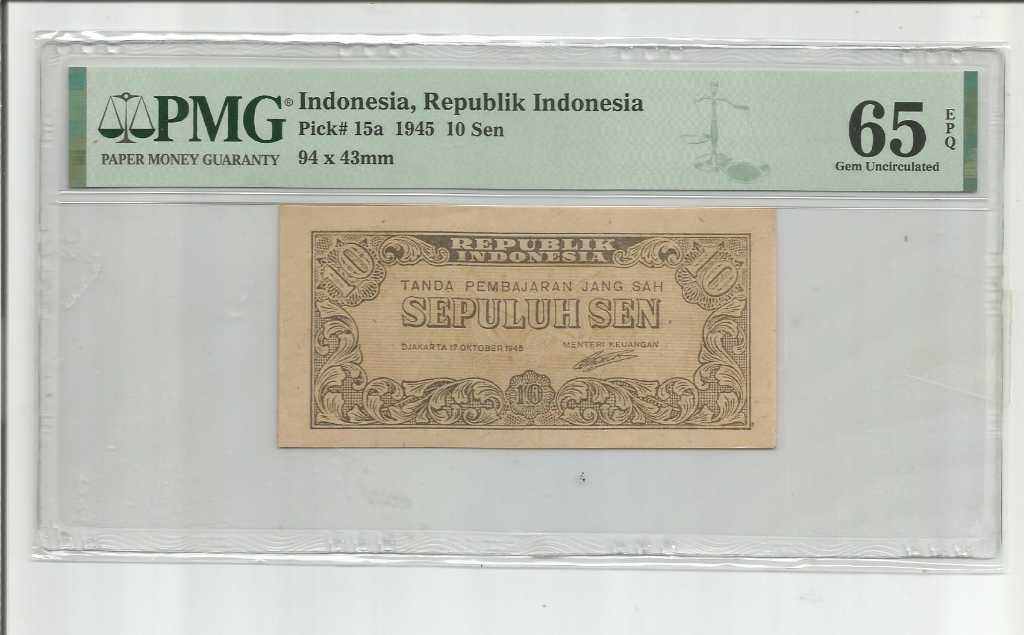 PMG®
PAPER MONEY GUARANTY
Indonesia, Republik Indonesia
Pick# 15a 1945 10 Sen
94 x 43mm
65
EPQ
Gem Uncirculated
REPUBLIK
INDONESIA
10
10
TANDA PEMBAJARAN JANG SAH
SEPULUH SEN
DJAKARTA 17 OKTOBER 1945
MENTERI KEUANGAN
10